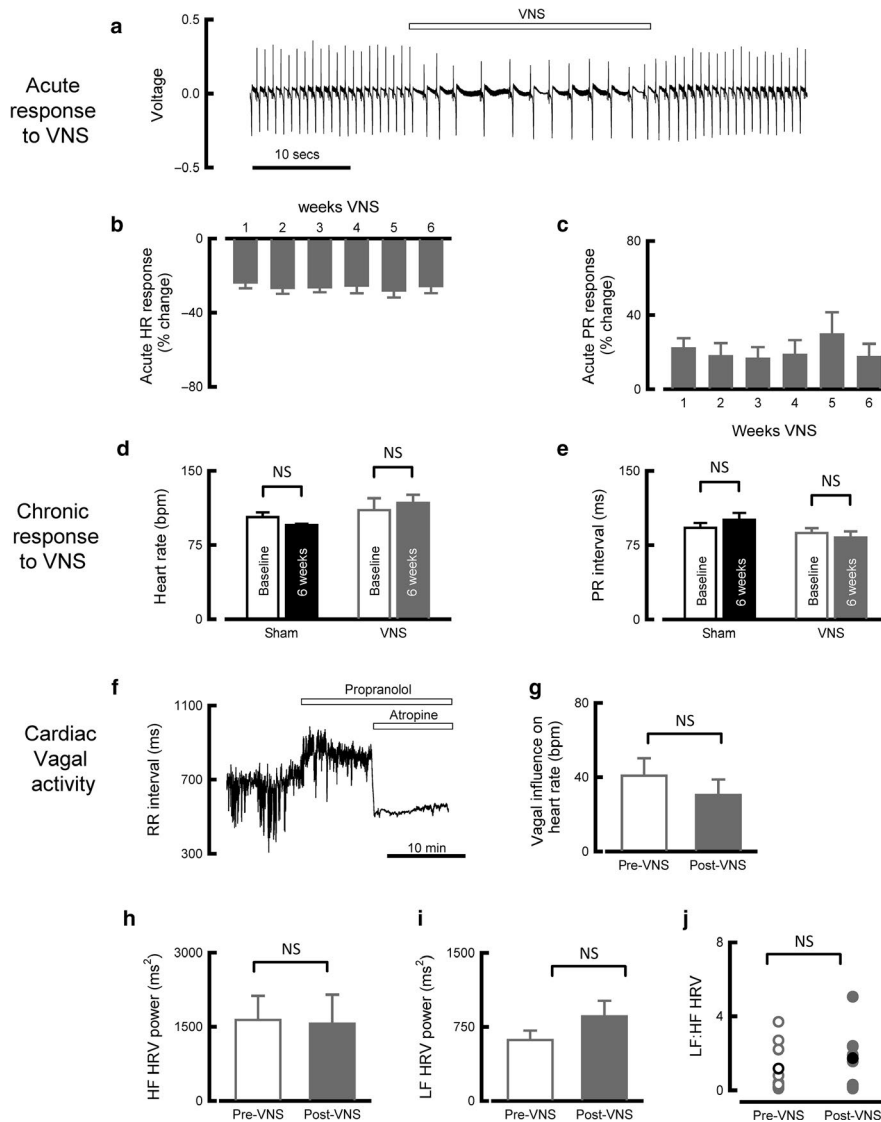 a
VNS
Acute
response
to VNS
Voltage
0.5
0.0
−0.5
10 secs
b
weeks VNS
1 2 3 4 5 6
Acute HR response
(% change)
0
−40
−80
c
Acute PR response
(% change)
80
40
0
1 2 3 4 5 6
Weeks VNS
Chronic
response
to VNS
d
Heart rate (bpm)
150
75
0
NS
NS
Baseline
6 weeks
Baseline
6 weeks
Sham VNS
e
PR interval (ms)
150
75
0
NS
NS
Baseline
6 weeks
Baseline
6 weeks
Sham VNS
Cardiac
Vagal
activity
f
RR interval (ms)
1100
700
300
Propranolol
Atropine
10 min
g
Vagal influence on
heart rate (bpm)
80
40
0
NS
Pre-VNS Post-VNS
h
HF HRV power (ms²)
3000
1500
0
NS
Pre-VNS Post-VNS
i
LF HRV power (ms²)
1500
750
0
NS
Pre-VNS Post-VNS
j
LF:HF HRV
8
4
0
NS
Pre-VNS Post-VNS